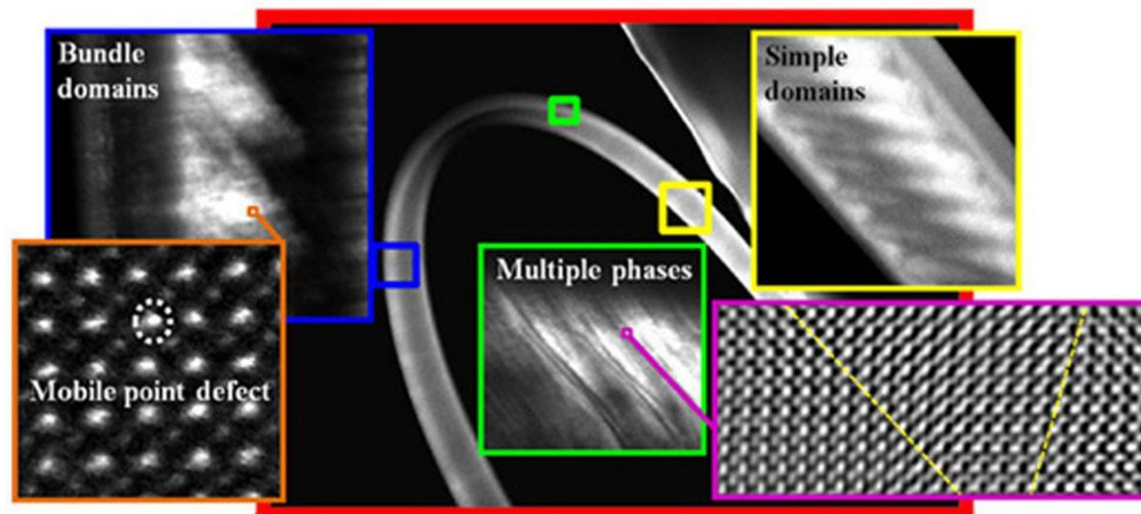 Bundle
domains
Simple
domains
Multiple phases
Mobile point defect